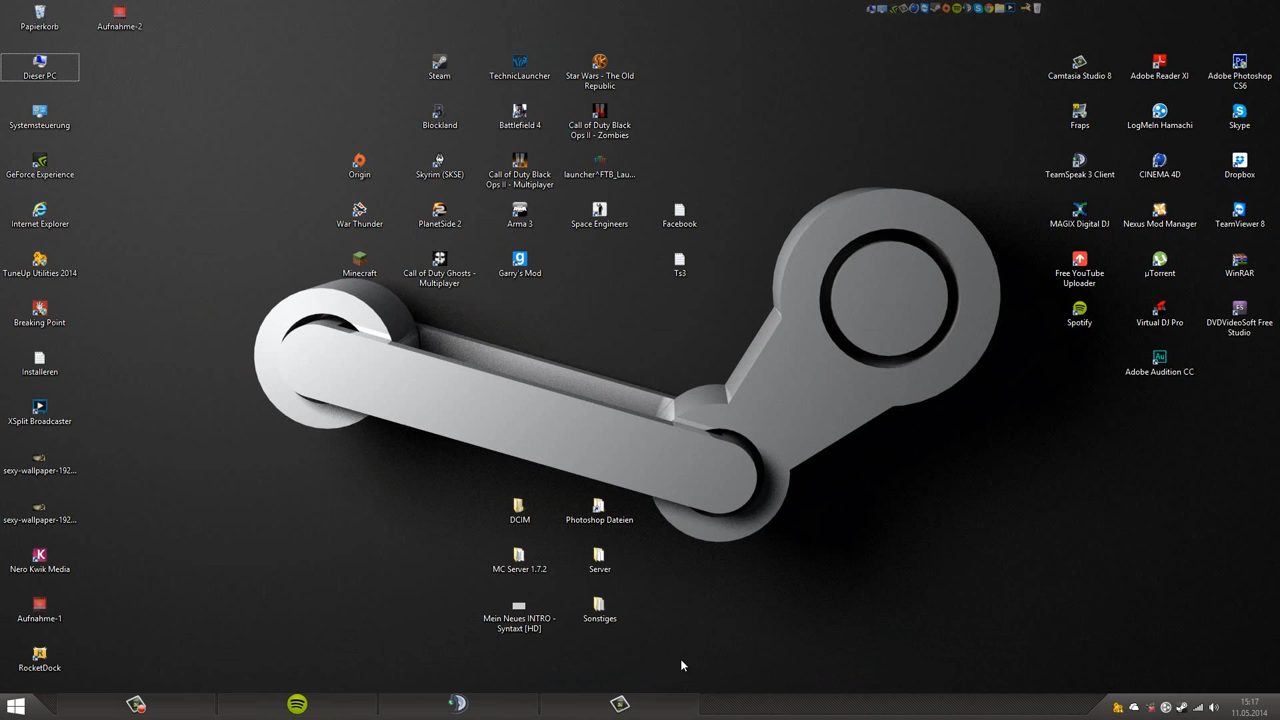 Papierkorb
Aufnahme-2
Dieser PC
Steam
TechnicLauncher
Star Wars - The Old
Republic
Camtasia Studio 8
Adobe Reader XI
Adobe Photoshop
CS6
Systemsteuerung
Blockland
Battlefield 4
Call of Duty Black
Ops II - Zombies
Fraps
LogMeIn Hamachi
Skype
GeForce Experience
Origin
Skyrim (SKSE)
Call of Duty Black
Ops II - Multiplayer
launcher^FTB_Lau...
TeamSpeak 3 Client
CINEMA 4D
Dropbox
Internet Explorer
War Thunder
PlanetSide 2
Arma 3
Space Engineers
Facebook
MAGIX Digital DJ
Nexus Mod Manager
TeamViewer 8
TuneUp Utilities 2014
Minecraft
Call of Duty Ghosts -
Multiplayer
Garry's Mod
Ts3
Free YouTube
Uploader
µTorrent
WinRAR
Breaking Point
Spotify
Virtual DJ Pro
DVDVideoSoft Free
Studio
Installeren
Adobe Audition CC
XSplit Broadcaster
sexy-wallpaper-192...
sexy-wallpaper-192...
DCIM
Photoshop Dateien
Nero Kwik Media
MC Server 1.7.2
Server
Aufnahme-1
Mein Neues INTRO -
Syntaxt [HD]
Sonstiges
RocketDock
15:17
11.05.2014